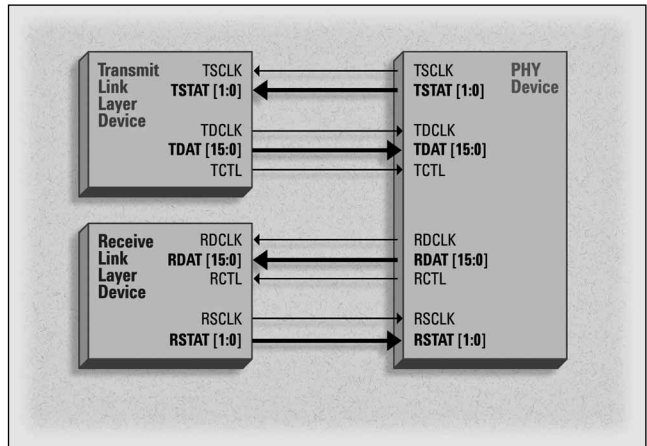 Transmit
Link
Layer
Device
TSCLK
TSTAT [1:0]
TDCLK
TDAT [15:0]
TCTL
Receive
Link
Layer
Device
RDCLK
RDAT [15:0]
RCTL
RSCLK
RSTAT [1:0]
TSCLK
TSTAT [1:0]
TDCLK
TDAT [15:0]
TCTL
RDCLK
RDAT [15:0]
RCTL
RSCLK
RSTAT [1:0]
PHY
Device